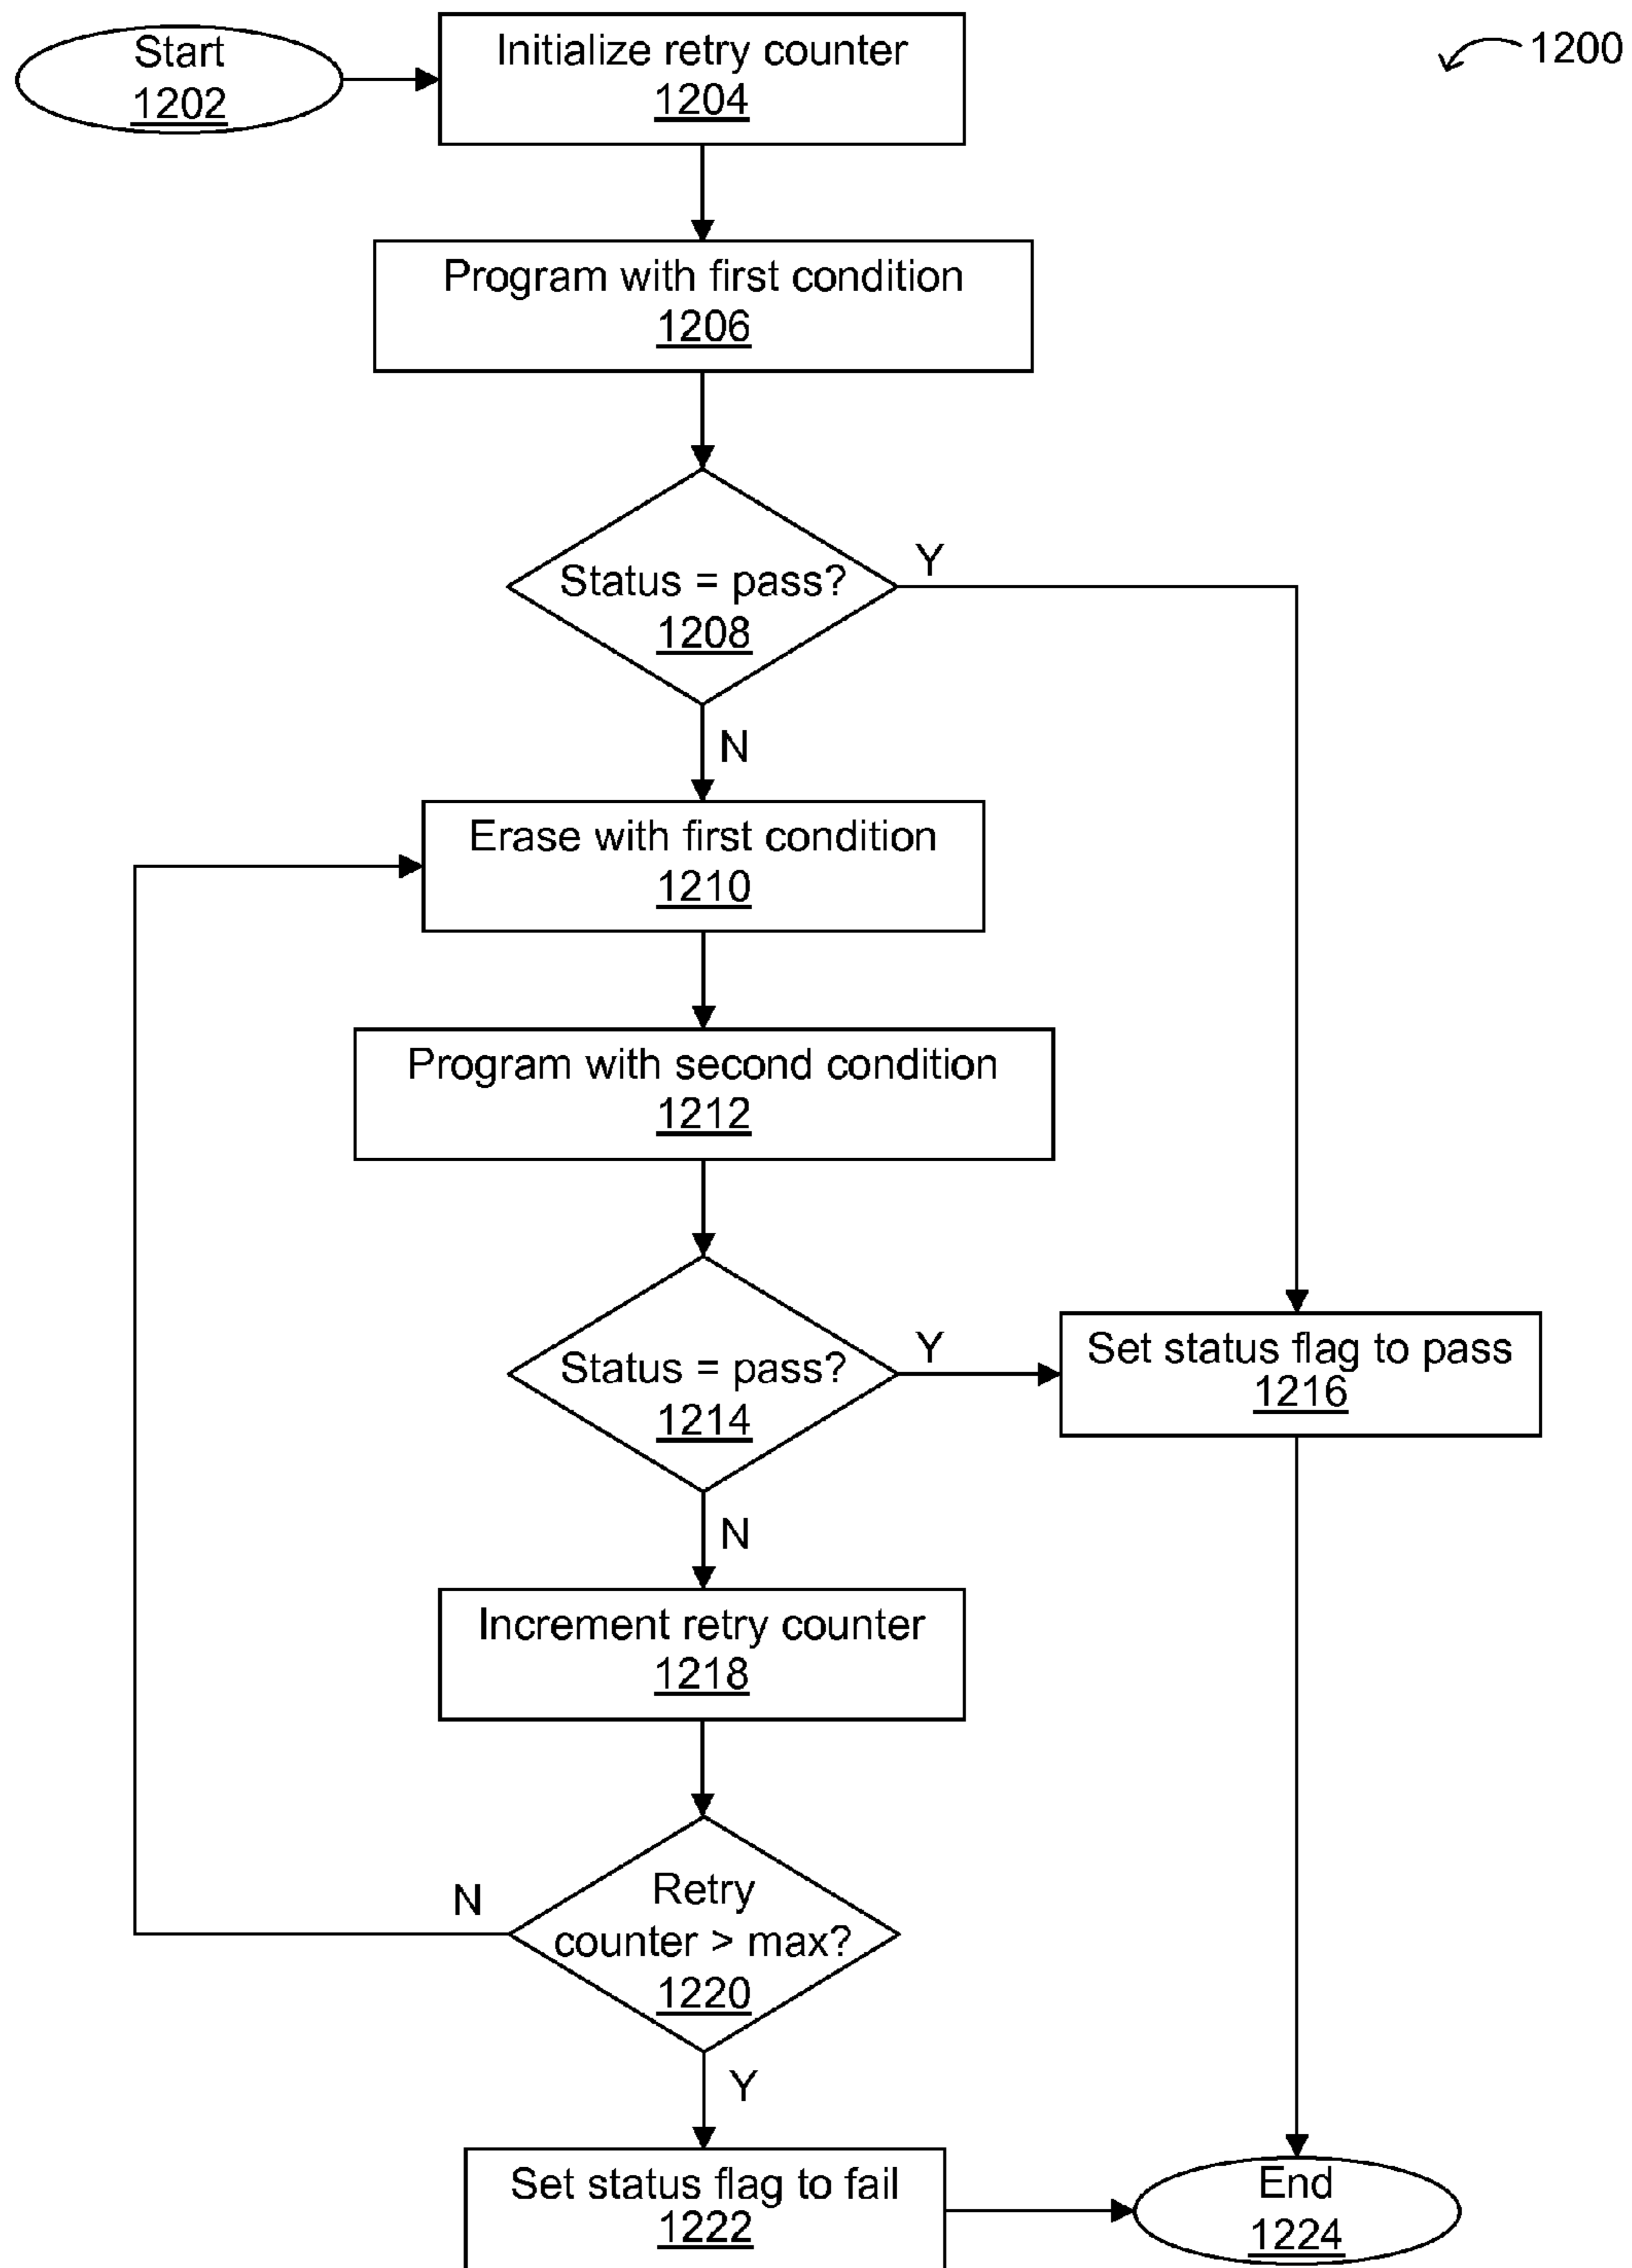 Start
1202
Initialize retry counter
1204
1200
Program with first condition
1206
Status = pass?
1208
Y
N
Erase with first condition
1210
Program with second condition
1212
Status = pass?
1214
Y
Set status flag to pass
1216
N
Increment retry counter
1218
Retry
counter > max?
1220
N
Y
Set status flag to fail
1222
End
1224